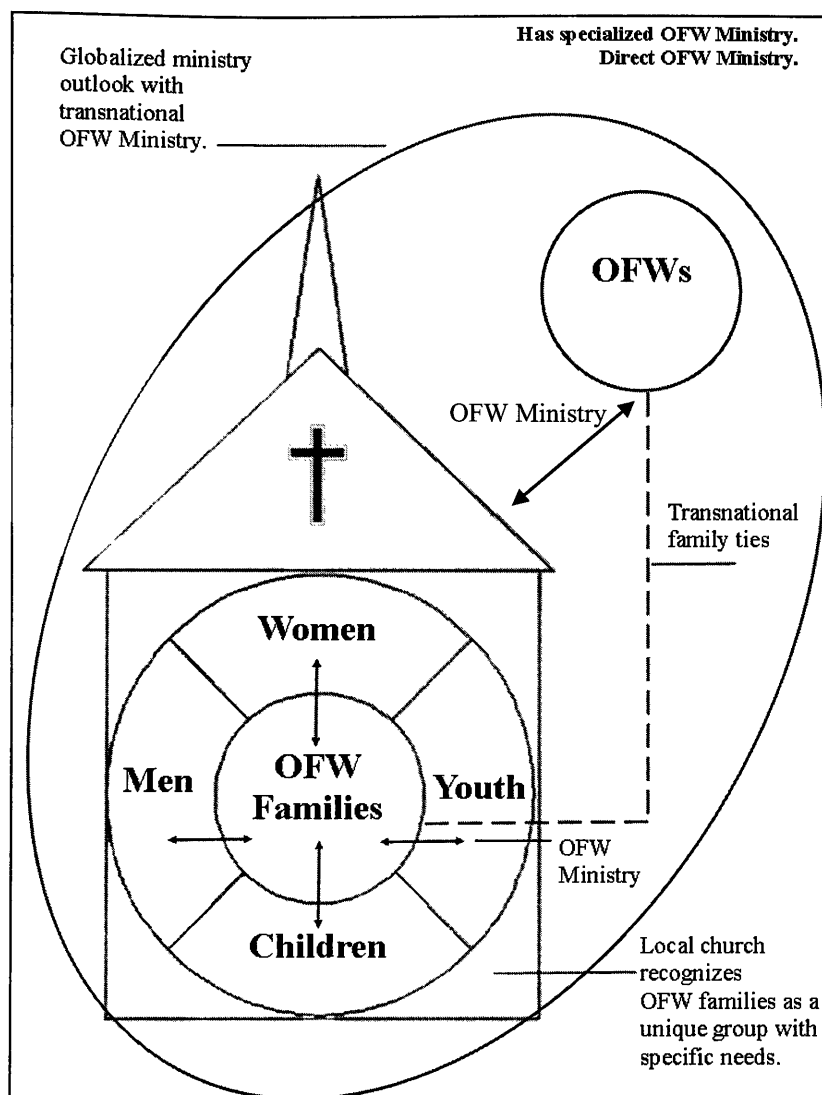 Has specialized OFW Ministry.
Direct OFW Ministry.
Globalized ministry
outlook with
transnational
OFW Ministry.
OFWs
OFW Ministry
Transnational
family ties
Women
Men
OFW
Families
Youth
OFW
Ministry
Children
Local church
recognizes
OFW families as a
unique group with
specific needs.